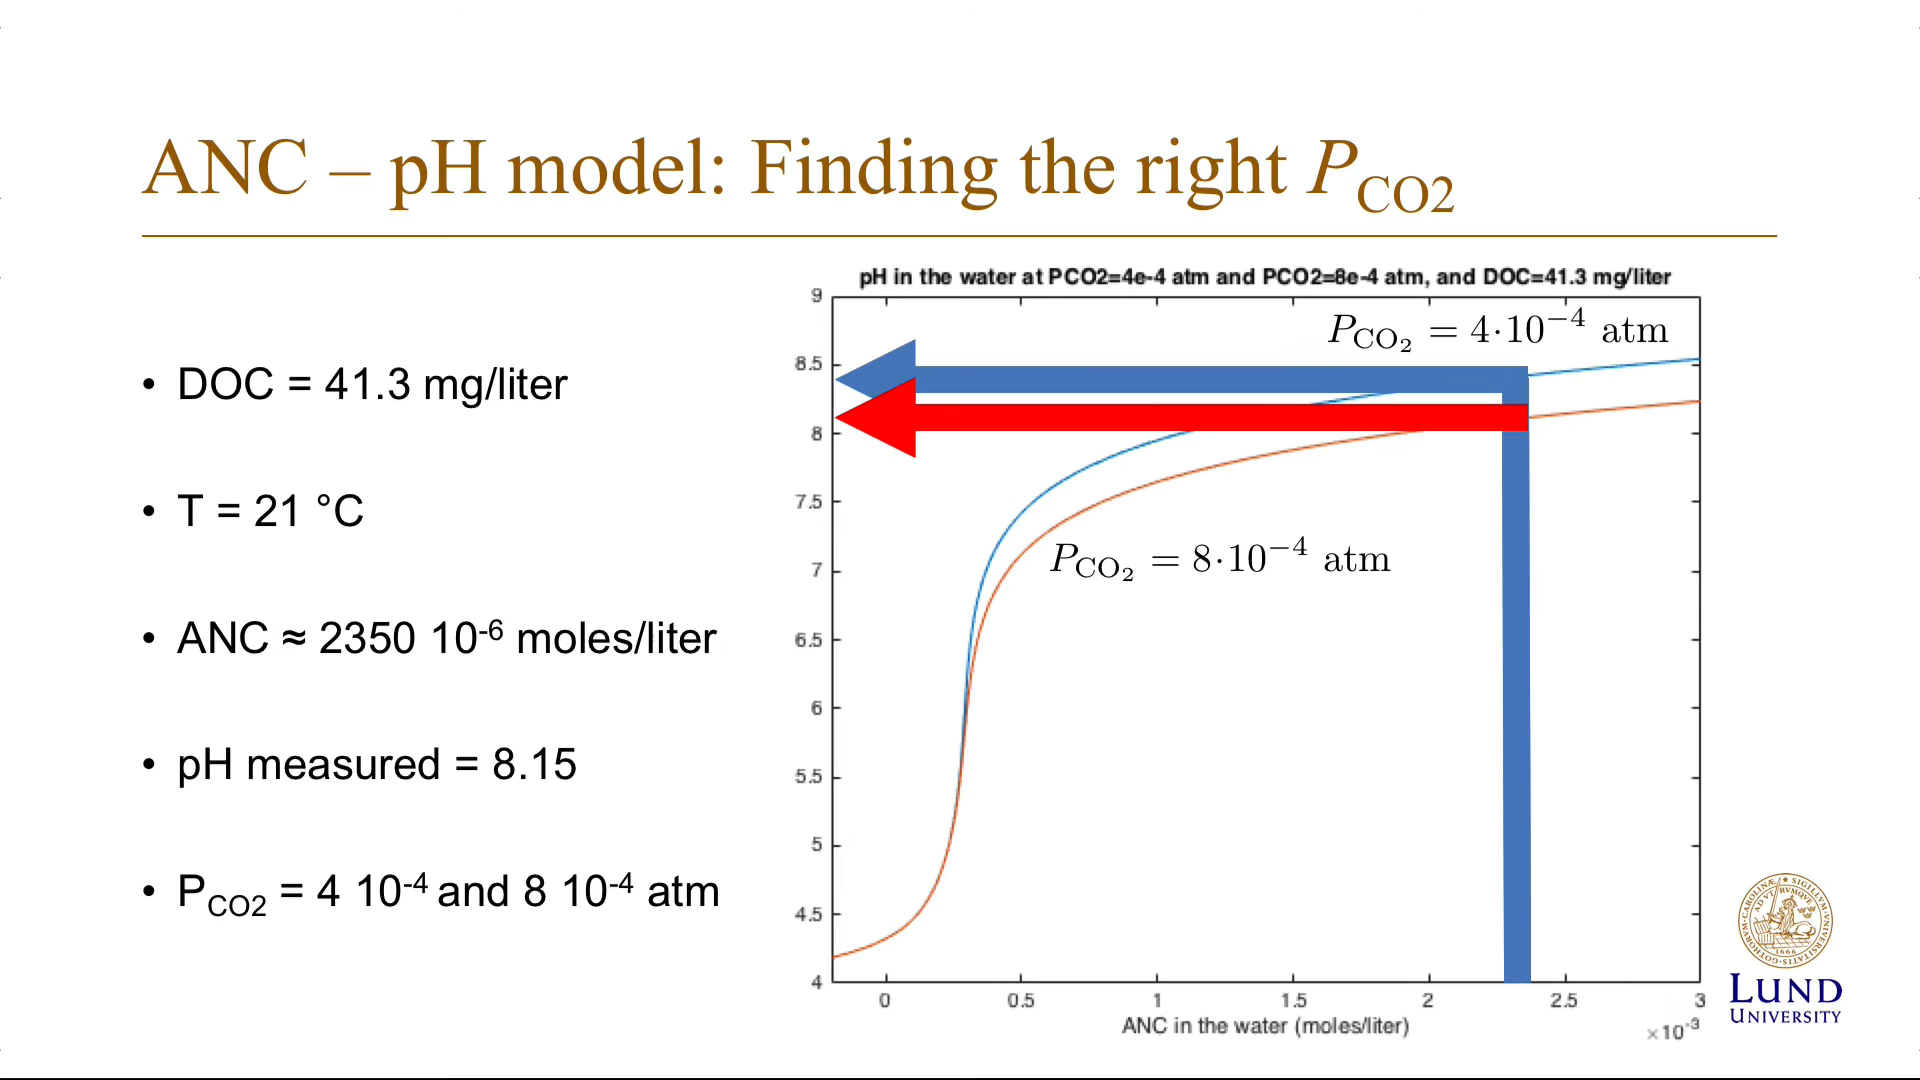 ANC – pH model: Finding the right P_CO2
• DOC = 41.3 mg/liter
• T = 21 °C
• ANC ≈ 2350 10⁻⁶ moles/liter
• pH measured = 8.15
• P_CO2 = 4 10⁻⁴ and 8 10⁻⁴ atm
pH in the water at PCO2=4e-4 atm and PCO2=8e-4 atm, and DOC=41.3 mg/liter
P_CO₂ = 4·10⁻⁴ atm
P_CO₂ = 8·10⁻⁴ atm
9
8.5
8
7.5
7
6.5
6
5.5
5
4.5
4
0 0.5 1 1.5 2 2.5 3
ANC in the water (moles/liter)
×10⁻³
LUND
UNIVERSITY